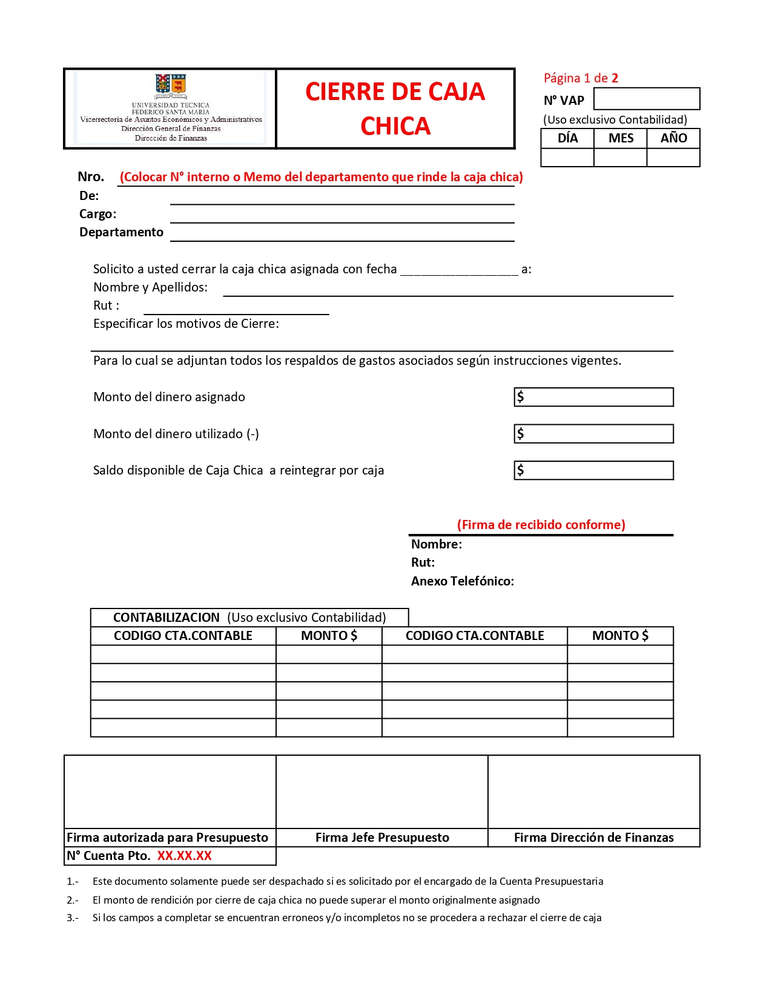 UNIVERSIDAD TECNICA
FEDERICO SANTA MARIA
Vicerrectoría de Asuntos Económicos y Administrativos
Dirección General de Finanzas
Dirección de Finanzas
CIERRE DE CAJA
CHICA
Página 1 de 2
N° VAP
(Uso exclusivo Contabilidad)
DÍA MES AÑO
Nro. (Colocar N° interno o Memo del departamento que rinde la caja chica)
De:
Cargo:
Departamento
Solicito a usted cerrar la caja chica asignada con fecha _________________ a:
Nombre y Apellidos:
Rut :
Especificar los motivos de Cierre:
Para lo cual se adjuntan todos los respaldos de gastos asociados según instrucciones vigentes.
Monto del dinero asignado $
Monto del dinero utilizado (-) $
Saldo disponible de Caja Chica  a reintegrar por caja $
(Firma de recibido conforme)
Nombre:
Rut:
Anexo Telefónico:
CONTABILIZACION (Uso exclusivo Contabilidad)
CODIGO CTA.CONTABLE MONTO $ CODIGO CTA.CONTABLE MONTO $
Firma autorizada para Presupuesto Firma Jefe Presupuesto Firma Dirección de Finanzas
N° Cuenta Pto. XX.XX.XX
1.- Este documento solamente puede ser despachado si es solicitado por el encargado de la Cuenta Presupuestaria
2.- El monto de rendición por cierre de caja chica no puede superar el monto originalmente asignado
3.- Si los campos a completar se encuentran erroneos y/o incompletos no se procedera a rechazar el cierre de caja